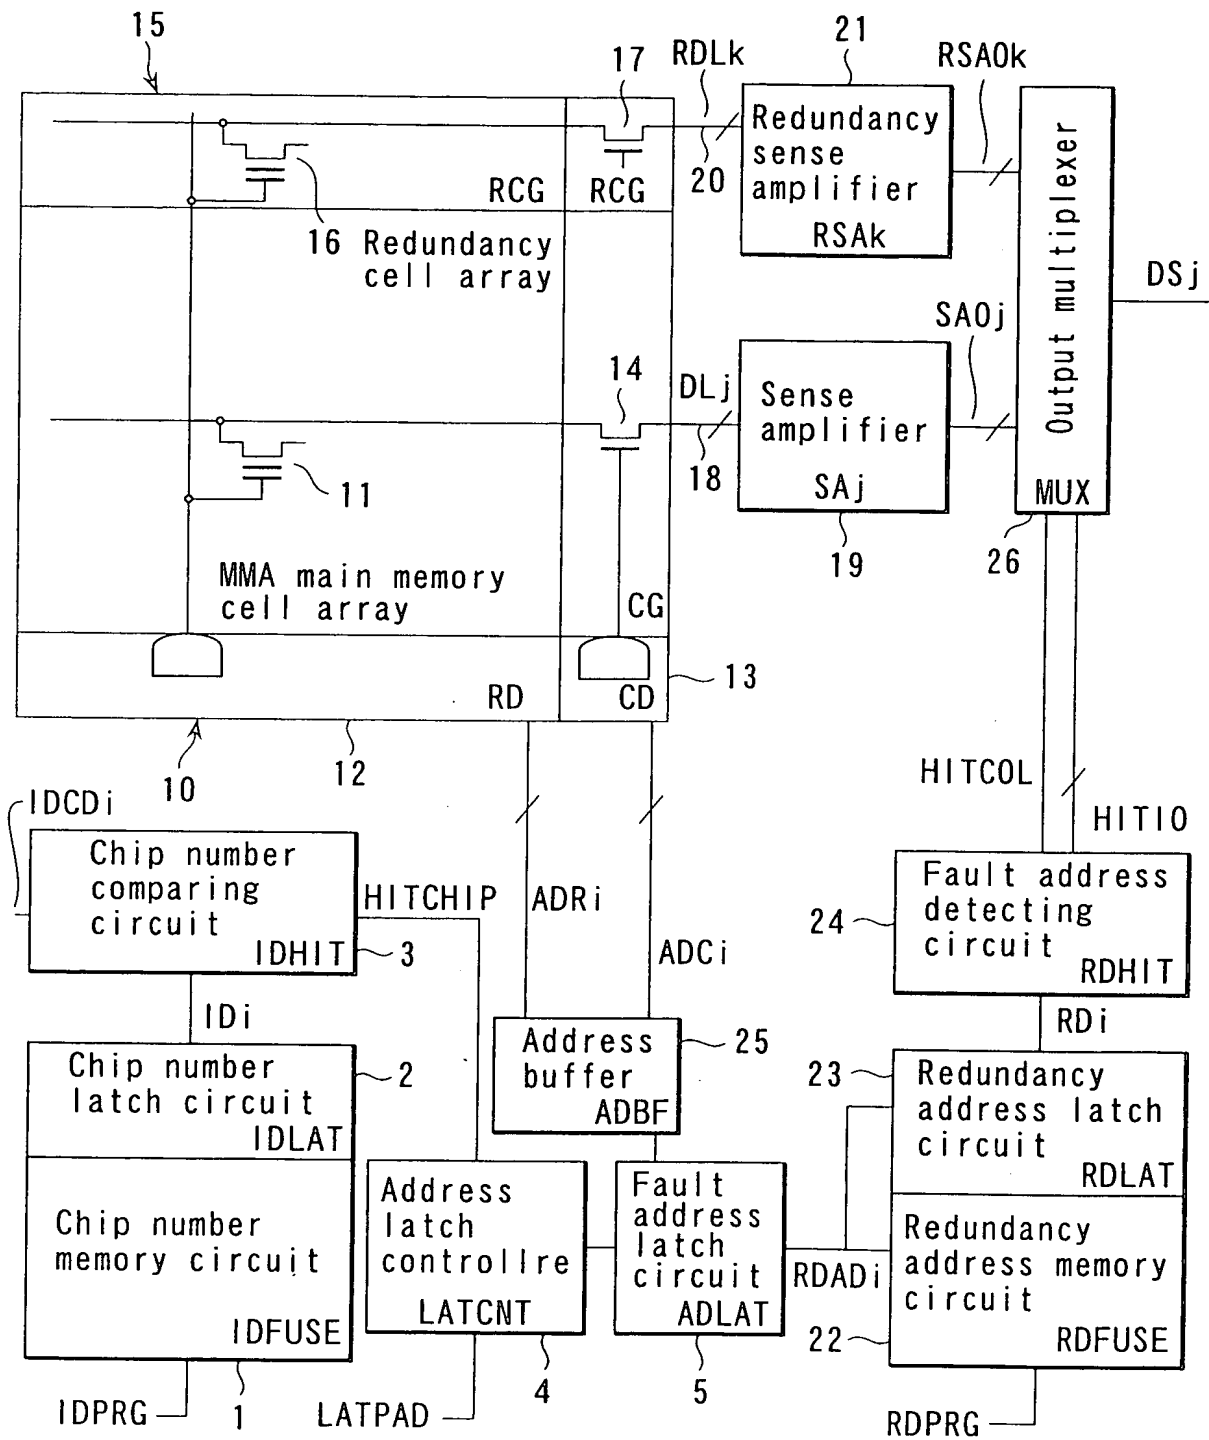 15
17
RDLk
21
RSAOk
Redundancy
sense
amplifier
RSAk
RCG
RCG
20
16 Redundancy
cell array
Output multiplexer
MUX
DSj
SAOj
14
DLj
Sense
amplifier
SAj
18
11
19
26
MMA main memory
cell array
CG
RD
CD
13
10
12
HITCOL
HITIO
IDCDi
Chip number
comparing
circuit
IDHIT
HITCHIP
3
ADRi
ADCi
Fault address
detecting
circuit
RDHIT
24
IDi
RDi
Chip number
latch circuit
IDLAT
2
Address
buffer
ADBF
25
23
Redundancy
address latch
circuit
RDLAT
Chip number
memory circuit
IDFUSE
Address
latch
controllre
LATCNT
Fault
address
latch
circuit
ADLAT
RDADi
Redundancy
address memory
circuit
RDFUSE
22
IDPRG
1
LATPAD
4
5
RDPRG